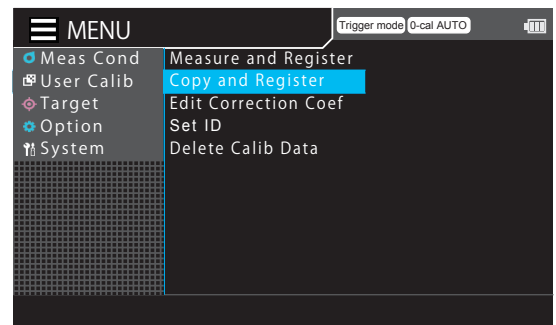 MENU
Trigger mode 0-cal AUTO
Meas Cond
User Calib
Target
Option
System
Measure and Register
Copy and Register
Edit Correction Coef
Set ID
Delete Calib Data